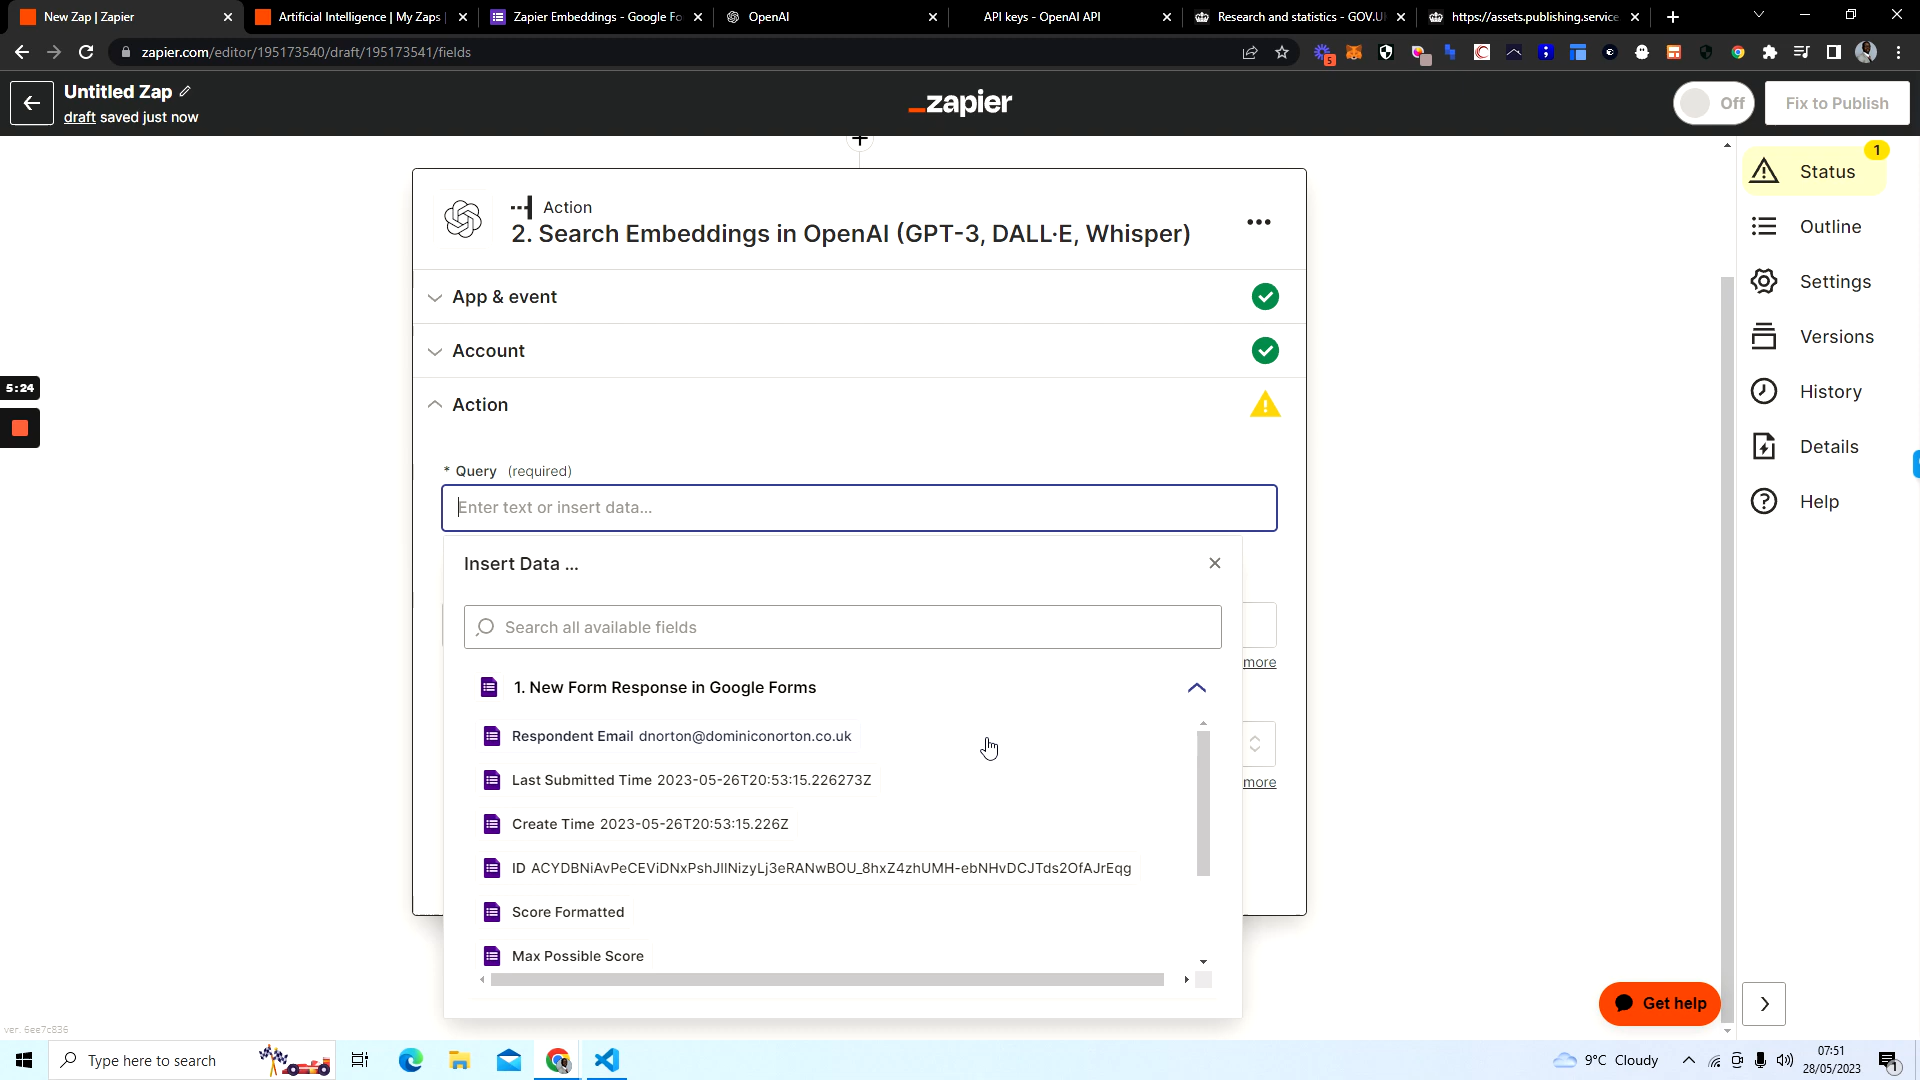 New Zap | Zapier
Artificial Intelligence | My Zaps
Zapier Embeddings - Google Fo
OpenAI
API keys - OpenAI API
Research and statistics - GOV.U
https://assets.publishing.service
zapier.com/editor/195173540/draft/195173541/fields
5
Untitled Zap
draft saved just now
_zapier
Off
Fix to Publish
Action
2. Search Embeddings in OpenAI (GPT-3, DALL·E, Whisper)
App & event
Account
Action
* Query (required)
Enter text or insert data...
Insert Data ...
Search all available fields
more
1. New Form Response in Google Forms
Respondent Email dnorton@dominiconorton.co.uk
Last Submitted Time 2023-05-26T20:53:15.226273Z
more
Create Time 2023-05-26T20:53:15.226Z
ID ACYDBNiAvPeCEViDNxPshJIlNizyLj3eRANwBOU_8hxZ4zhUMH-ebNHvDCJTds2OfAJrEqg
Score Formatted
Max Possible Score
1
Status
Outline
Settings
Versions
History
Details
Help
5:24
Get help
ver. 6ee7c836
Type here to search
9°C Cloudy
07:51
28/05/2023
1